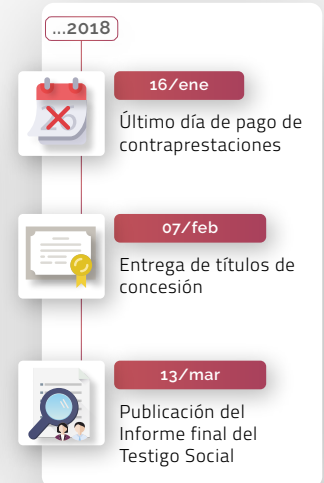 ...2018
16/ene
Último día de pago de
contraprestaciones
07/feb
Entrega de títulos de
concesión
13/mar
Publicación del
Informe final del
Testigo Social